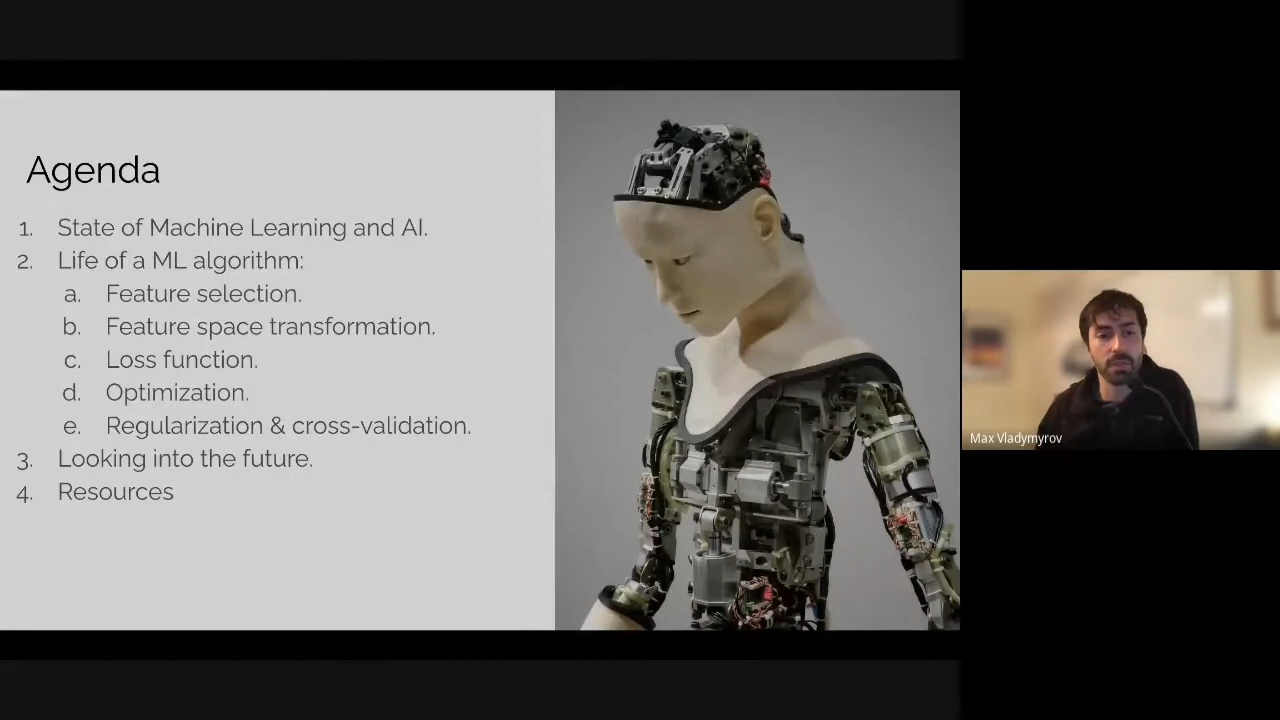 Agenda
1. State of Machine Learning and AI.
2. Life of a ML algorithm:
a. Feature selection.
b. Feature space transformation.
c. Loss function.
d. Optimization.
e. Regularization & cross-validation.
3. Looking into the future.
4. Resources
Max Vladymyrov